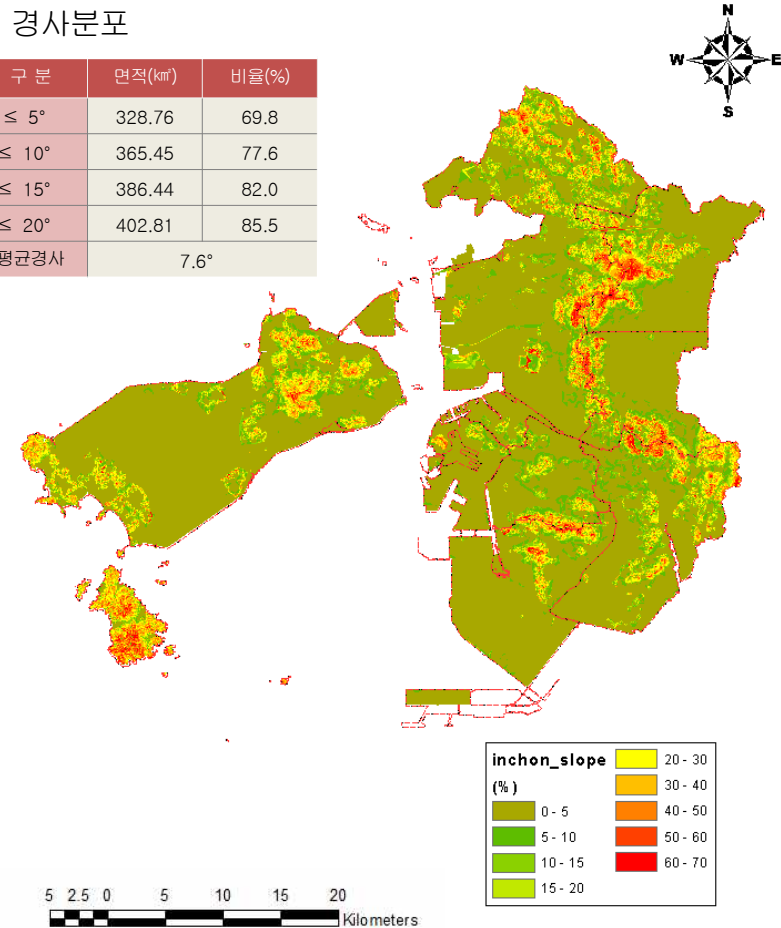 경사분포
구 분 면적(㎢) 비율(%)
≤ 5° 328.76 69.8
≤ 10° 365.45 77.6
≤ 15° 386.44 82.0
≤ 20° 402.81 85.5
평균경사 7.6°
N
W E
S
inchon_slope
(%)
0 - 5
5 - 10
10 - 15
15 - 20
20 - 30
30 - 40
40 - 50
50 - 60
60 - 70
5 2.5 0 5 10 15 20
Kilometers